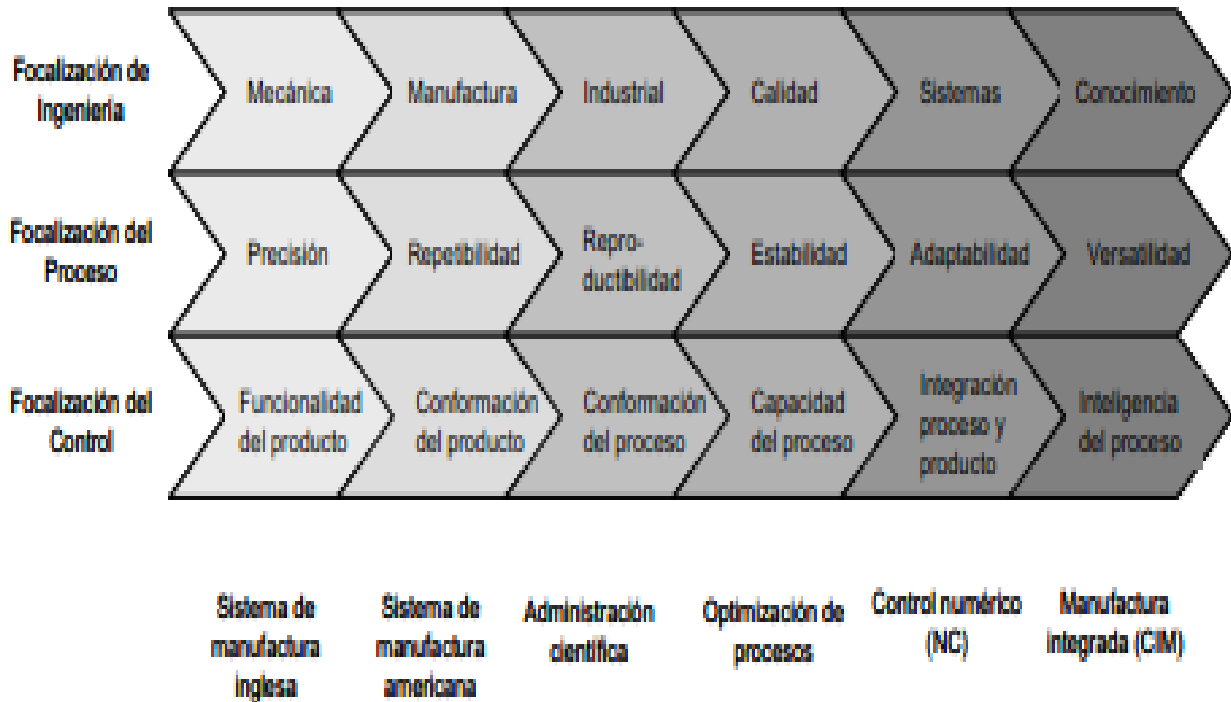 Focalización de
Ingeniería
Mecánica
Manufactura
Industrial
Calidad
Sistemas
Conocimiento
Focalización del
Proceso
Precisión
Repetibilidad
Repro-
ductibilidad
Estabilidad
Adaptabilidad
Versatilidad
Focalización del
Control
Funcionalidad
del producto
Conformación
del producto
Conformación
del proceso
Capacidad
del proceso
Integración
proceso y
producto
Inteligencia
del proceso
Sistema de
manufactura
inglesa
Sistema de
manufactura
americana
Administración
científica
Optimización de
procesos
Control numérico
(NC)
Manufactura
integrada (CIM)